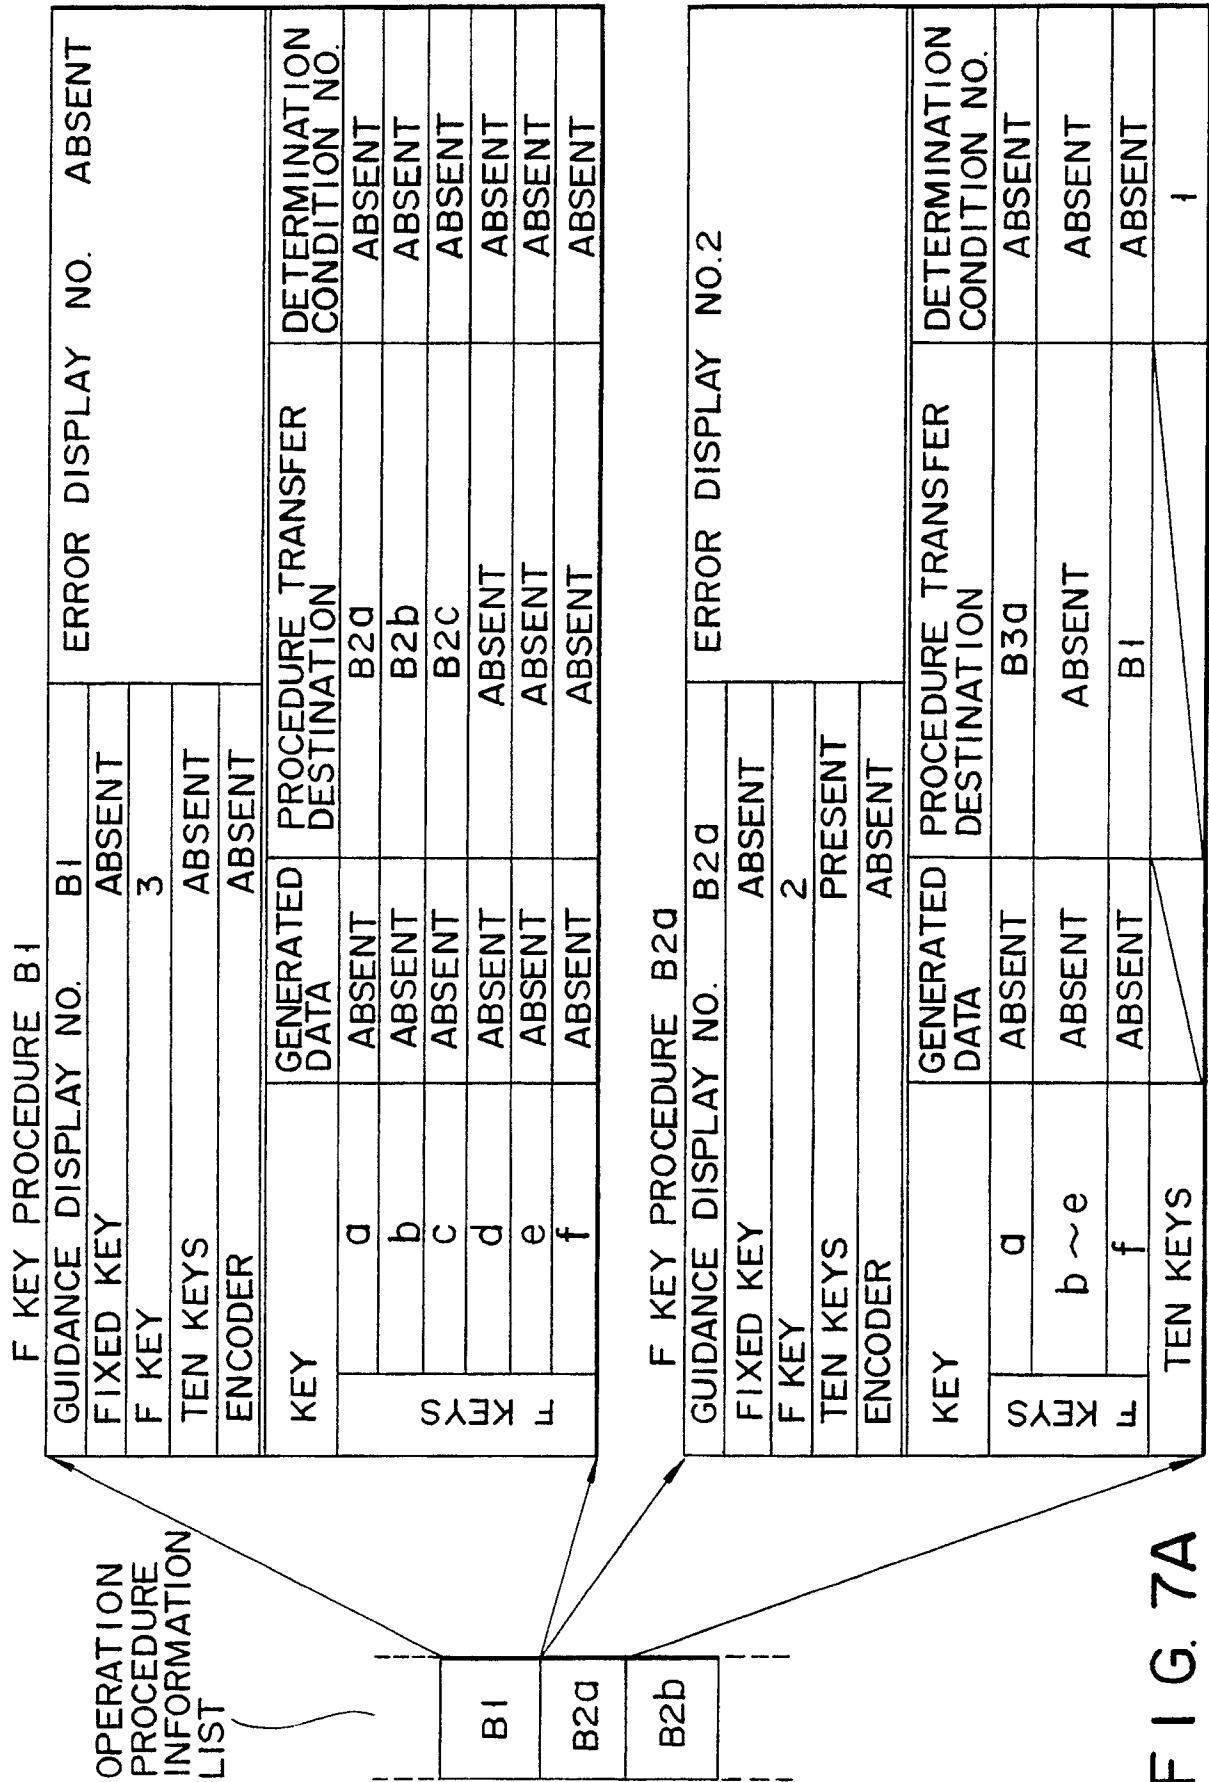 OPERATION
PROCEDURE
INFORMATION
LIST
B1
B2a
B2b
F KEY PROCEDURE B1
GUIDANCE DISPLAY NO. B1 ERROR DISPLAY NO. ABSENT
FIXED KEY ABSENT
F KEY 3
TEN KEYS ABSENT
ENCODER ABSENT
KEY GENERATED DATA PROCEDURE TRANSFER DESTINATION DETERMINATION CONDITION NO.
F KEYS
a ABSENT B2a ABSENT
b ABSENT B2b ABSENT
c ABSENT B2c ABSENT
d ABSENT ABSENT ABSENT
e ABSENT ABSENT ABSENT
f ABSENT ABSENT ABSENT
F KEY PROCEDURE B2a
GUIDANCE DISPLAY NO. B2a ERROR DISPLAY NO.2
FIXED KEY ABSENT
F KEY 2
TEN KEYS PRESENT
ENCODER ABSENT
KEY GENERATED DATA PROCEDURE TRANSFER DESTINATION DETERMINATION CONDITION NO.
F KEYS
a ABSENT B3a ABSENT
b ~ e ABSENT ABSENT ABSENT
f ABSENT B1 ABSENT
TEN KEYS 1
FIG. 7A